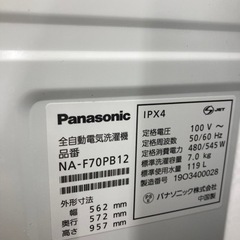 Panasonic
全自動電気洗濯機
品番
NA-F70PB12
外形寸法
幅 562 mm
奥行 572 mm
高さ 957 mm
IPX4
JET
定格電圧 100 V~
定格周波数 50/60 Hz
定格消費電力 480/545 W
標準洗濯容量 7.0 kg
標準水量 119 L
製造番号 19O3400028
パナソニック株式会社
中国製